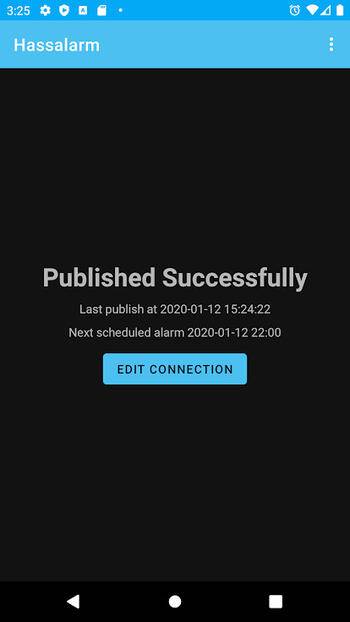 3:25
Hassalarm
Published Successfully
Last publish at 2020-01-12 15:24:22
Next scheduled alarm 2020-01-12 22:00
EDIT CONNECTION